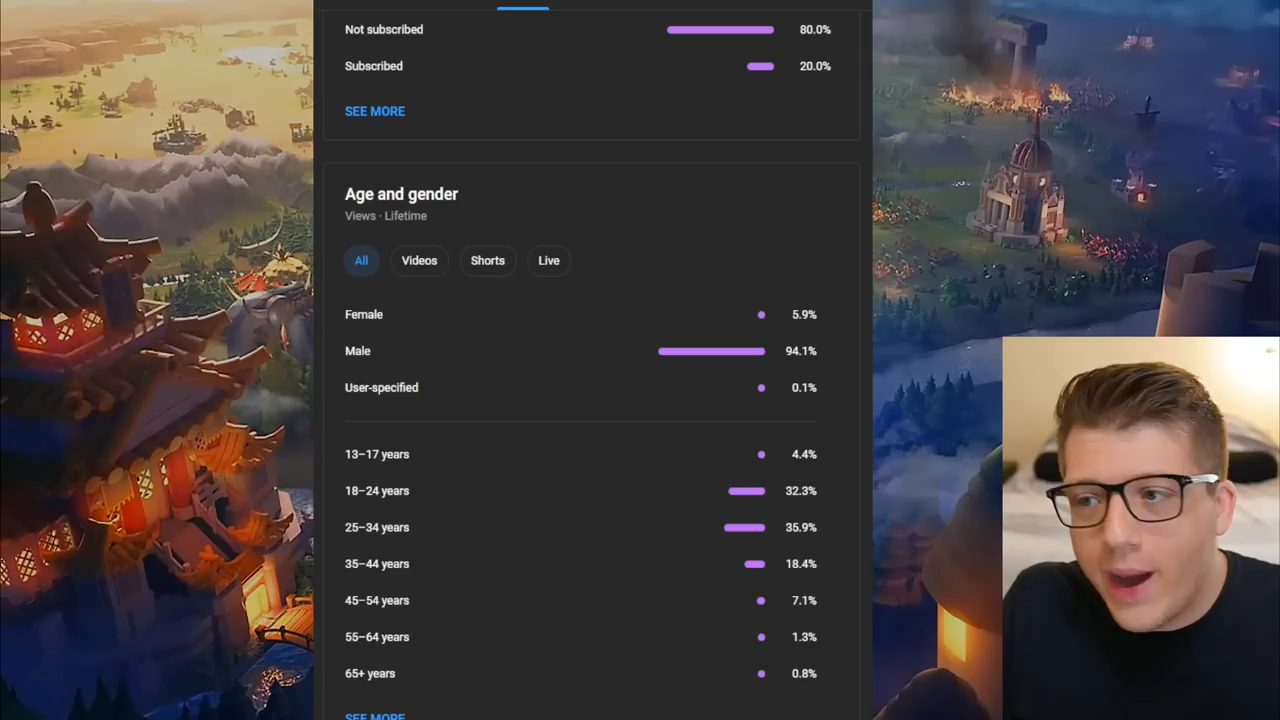 Not subscribed 80.0%
Subscribed 20.0%
SEE MORE
Age and gender
Views · Lifetime
All Videos Shorts Live
Female 5.9%
Male 94.1%
User-specified 0.1%
13–17 years 4.4%
18–24 years 32.3%
25–34 years 35.9%
35–44 years 18.4%
45–54 years 7.1%
55–64 years 1.3%
65+ years 0.8%
SEE MORE